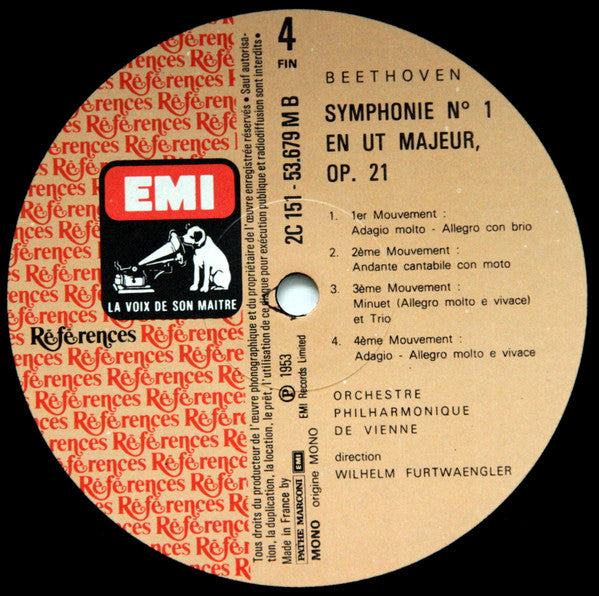 4
FIN
BEETHOVEN
SYMPHONIE N° 1
EN UT MAJEUR,
OP. 21
1. 1er Mouvement :
Adagio molto - Allegro con brio
2. 2ème Mouvement :
Andante cantabile con moto
3. 3ème Mouvement :
Minuet (Allegro molto e vivace)
et Trio
4. 4ème Mouvement :
Adagio - Allegro molto e vivace
ORCHESTRE
PHILHARMONIQUE
DE VIENNE
direction
WILHELM FURTWAENGLER
EMI
LA VOIX DE SON MAITRE
Références
Tous droits du producteur de l'œuvre phonographique et du propriétaire de l'œuvre enregistrée réservés • Sauf autorisa-
tion, la duplication, la location, le prêt, l'utilisation de ce disque pour exécution publique et radiodiffusion sont interdits •
Made in France by
PATHE MARCONI EMI
MONO origine MONO
2C 151 - 53.679 M B
Ⓟ 1953
EMI Records Limited